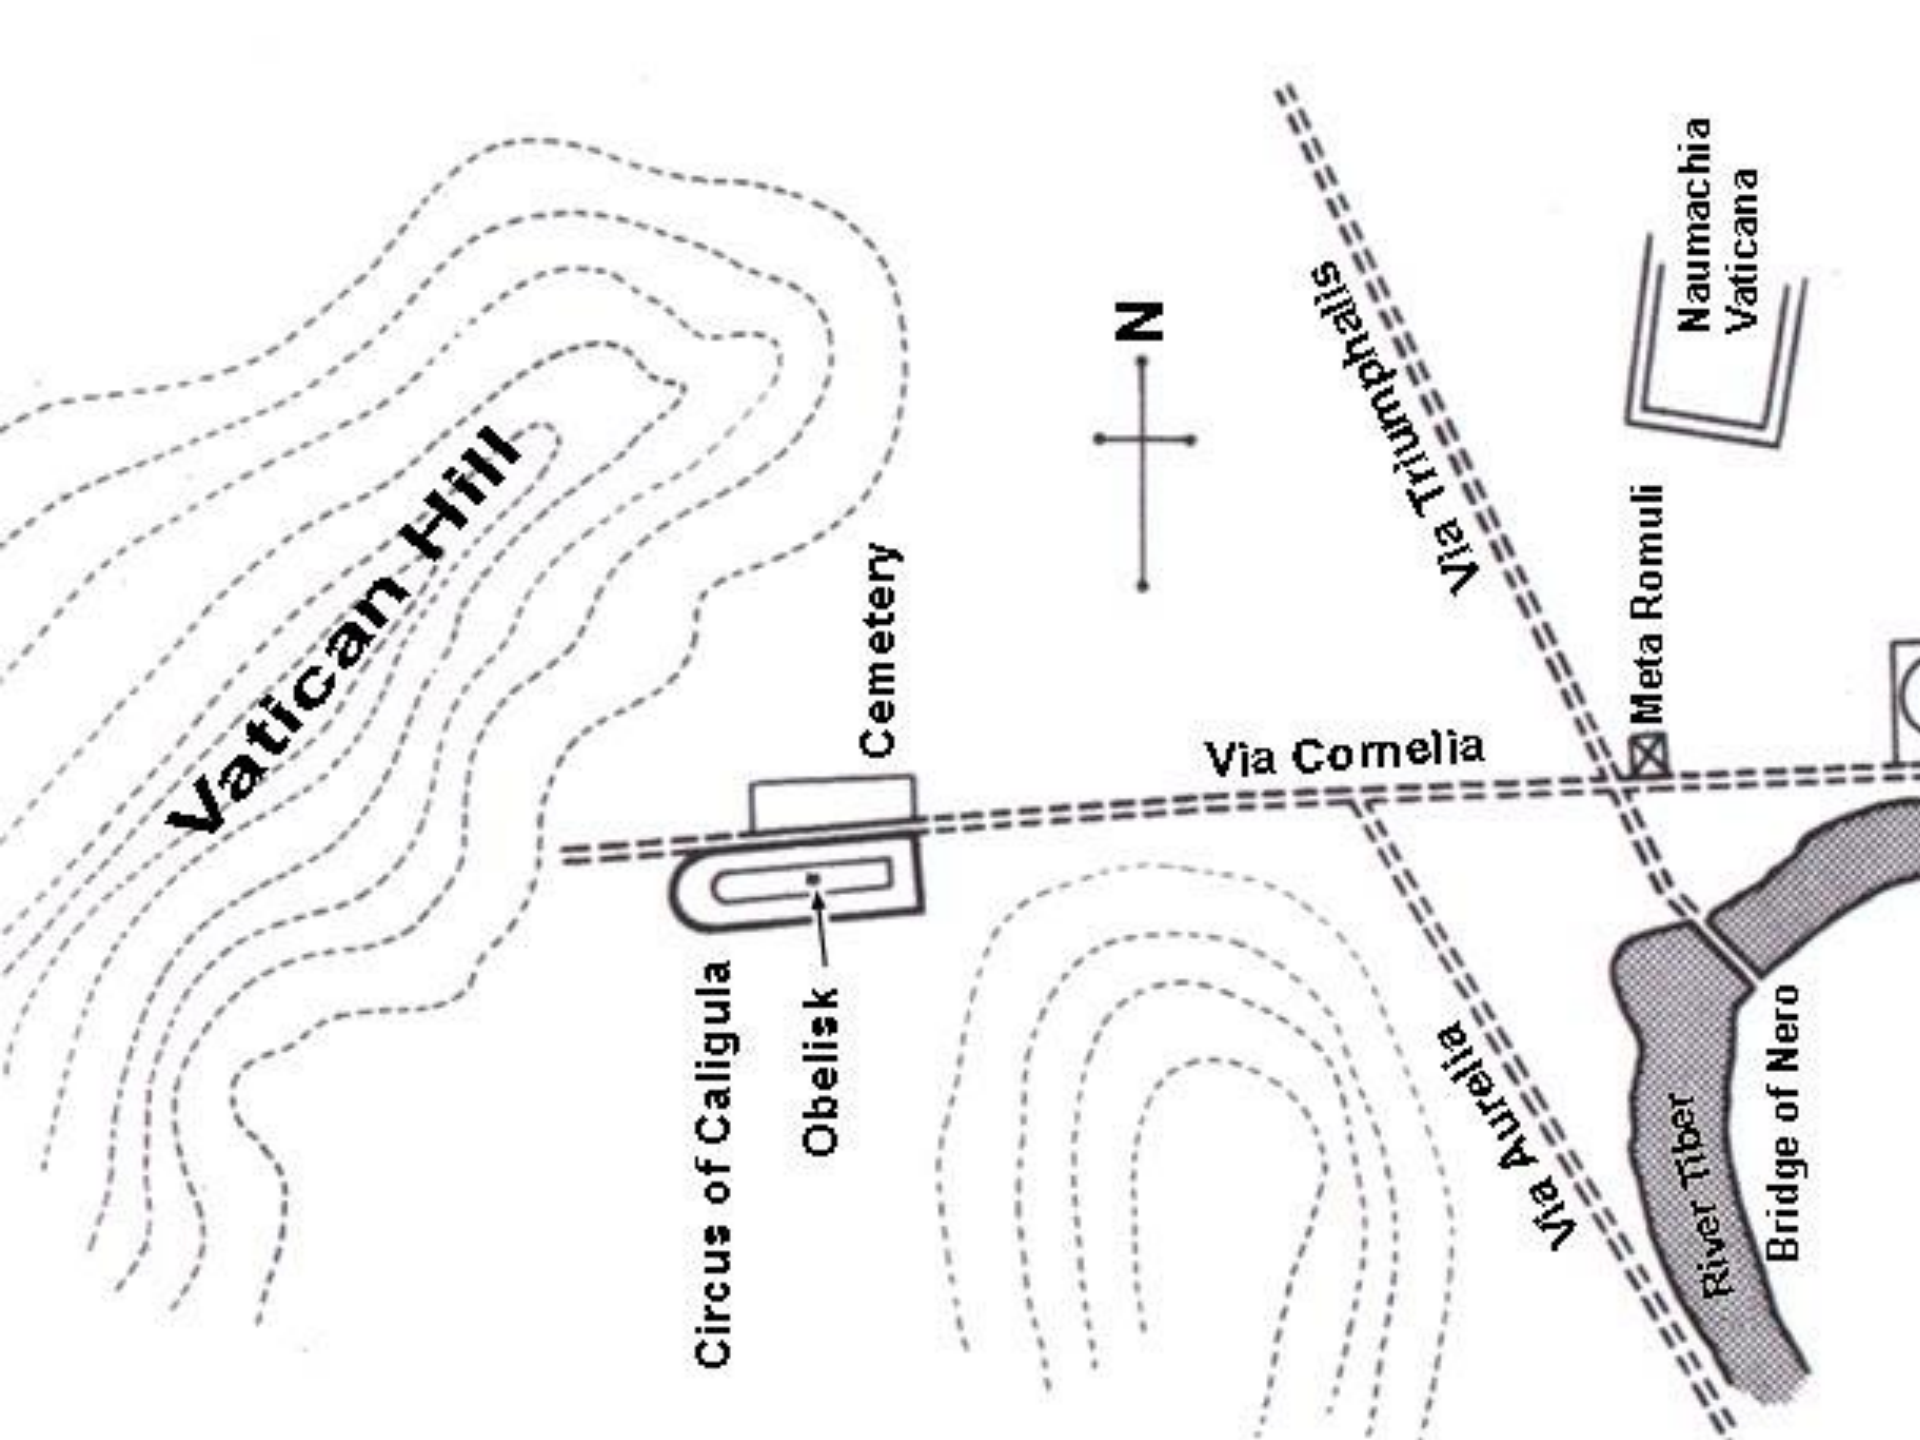 Naumachia
Vaticana
N
Via Triumphalis
Vatican Hill
Meta Romuli
Cemetery
Via Cornelia
Circus of Caligula
Obelisk
Via Aurelia
River Tiber
Bridge of Nero